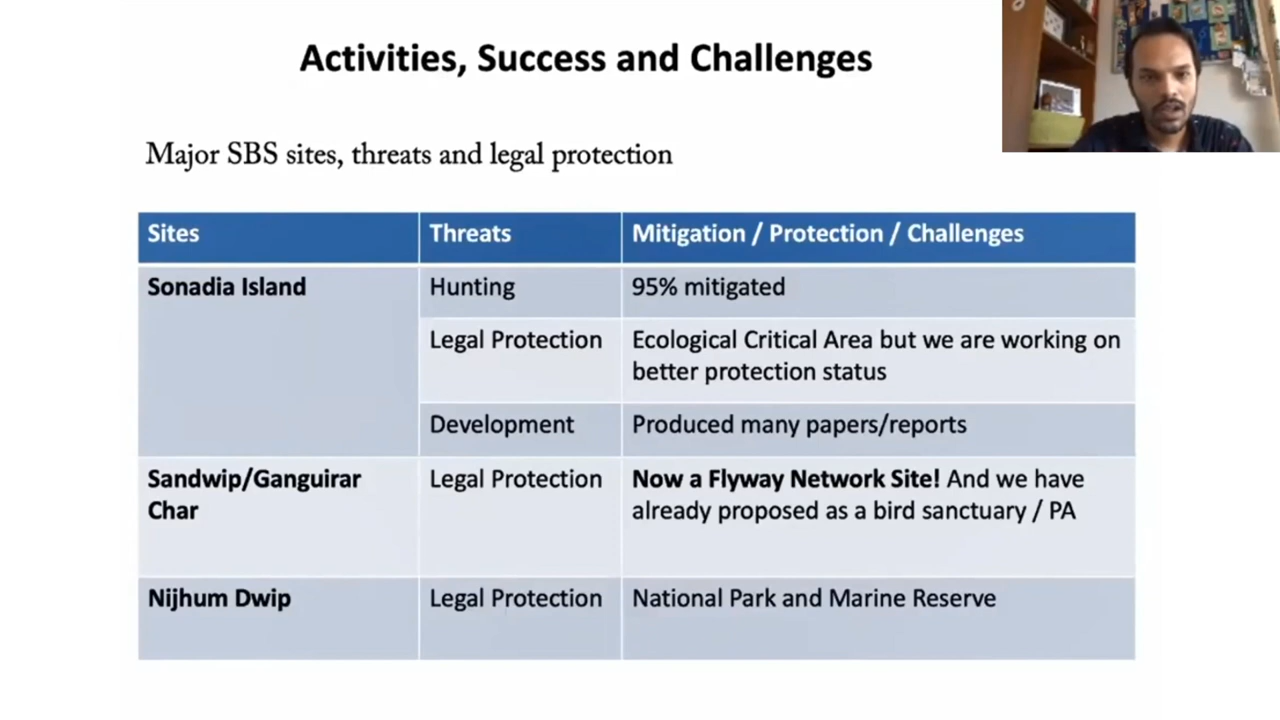 Activities, Success and Challenges
Major SBS sites, threats and legal protection
Sites
Threats
Mitigation / Protection / Challenges
Sonadia Island
Hunting
95% mitigated
Legal Protection
Ecological Critical Area but we are working on
better protection status
Development
Produced many papers/reports
Sandwip/Ganguirar
Char
Legal Protection
Now a Flyway Network Site! And we have
already proposed as a bird sanctuary / PA
Nijhum Dwip
Legal Protection
National Park and Marine Reserve